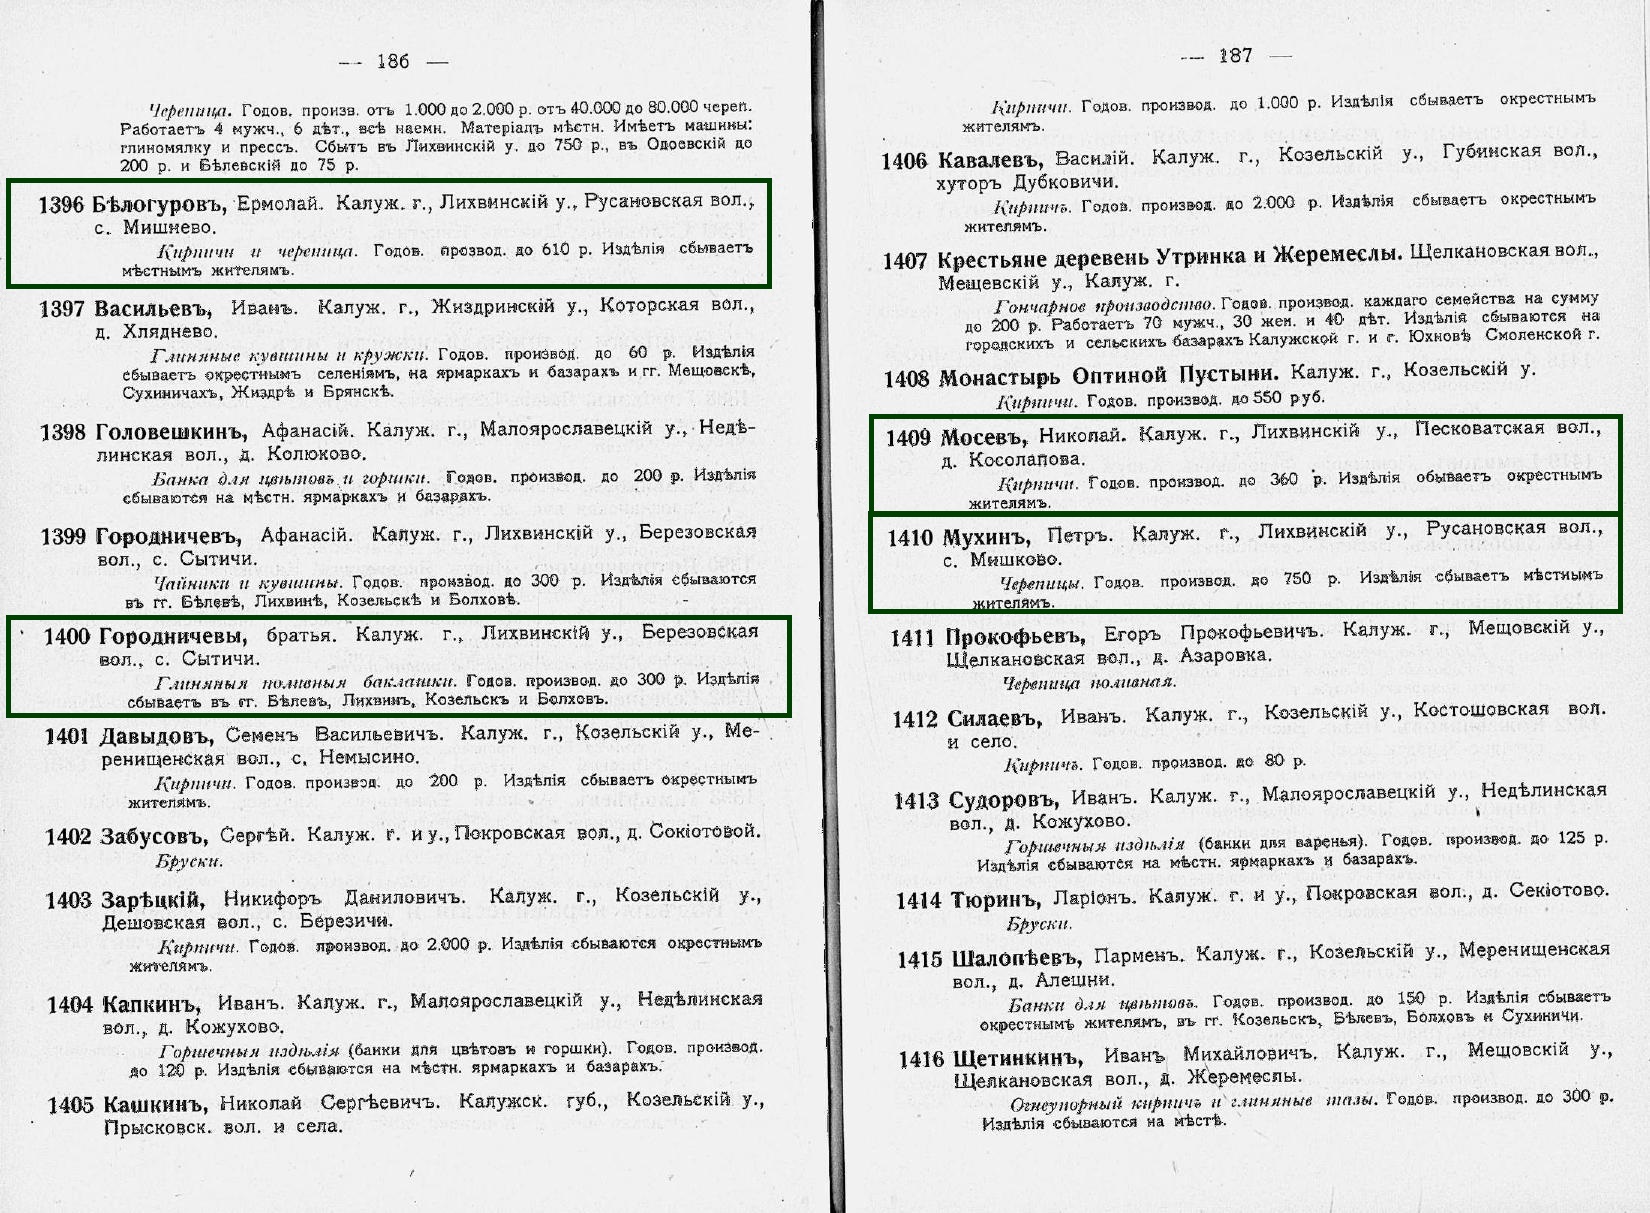 — 186 —
Черепица. Годов. произв. отъ 1.000 до 2.000 р. отъ 40.000 до 80.000 череп.
Работаетъ 4 мужч., 6 дѣт., всѣ наемн. Матеріалъ мѣстн. Имѣетъ машины:
глиномялку и прессъ. Сбытъ въ Лихвинскій у. до 750 р., въ Одоевскій до
200 р. и Бѣлевскій до 75 р.
1396 Бѣлогуровъ, Ермолай. Калуж. г., Лихвинскій у., Русановская вол.,
с. Мишнево.
Кирпичи и черепица. Годов. прозвод. до 610 р. Издѣлія сбываетъ
мѣстнымъ жителямъ.
1397 Васильевъ, Иванъ. Калуж. г., Жиздринскій у., Которская вол.,
д. Хляднево.
Глиняные кувшины и кружки. Годов. производ. до 60 р. Издѣлія
сбываетъ окрестнымъ селеніямъ, на ярмаркахъ и базарахъ и гг. Мещовскѣ,
Сухиничахъ, Жиздрѣ и Брянскѣ.
1398 Головешкинъ, Афанасій. Калуж. г., Малоярославецкій у., Недѣ-
линская вол., д. Колюково.
Банка для цвѣтовъ и горшки. Годов. производ. до 200 р. Издѣлія
сбываются на мѣстн. ярмаркахъ и базарахъ.
1399 Городничевъ, Афанасій. Калуж. г., Лихвинскій у., Березовская
вол., с. Сытичи.
Чайники и кувшины. Годов. производ. до 300 р. Издѣлія сбываются
въ гг. Бѣлевѣ, Лихвинѣ, Козельскѣ и Болховѣ.
1400 Городничевы, братья. Калуж. г., Лихвинскій у., Березовская
вол., с. Сытичи.
Глиняныя поливныя баклашки. Годов. производ. до 300 р. Издѣлія
сбываетъ въ гг. Бѣлевъ, Лихвинъ, Козельскъ и Болховъ.
1401 Давыдовъ, Семенъ Васильевичъ. Калуж. г., Козельскій у., Ме-
ренищенская вол., с. Немысино.
Кирпичи. Годов. производ. до 200 р. Издѣлія сбываетъ окрестнымъ
жителямъ.
1402 Забусовъ, Сергѣй. Калуж. г. и у., Покровская вол., д. Сокіотовой.
Бруски.
1403 Зарѣцкій, Никифоръ Даниловичъ. Калуж. г., Козельскій у.,
Дешовская вол., с. Березичи.
Кирпичи. Годов. производ. до 2.000 р. Издѣлія сбываются окрестнымъ
жителямъ.
1404 Капкинъ, Иванъ. Калуж. г., Малоярославецкій у., Недѣлинская
вол., д. Кожухово.
Горшечныя издѣлія (банки для цвѣтовъ и горшки). Годов. производ.
до 120 р. Издѣлія сбываются на мѣстн. ярмаркахъ и базарахъ.
1405 Кашкинъ, Николай Сергѣевичъ. Калужск. губ., Козельскій у.,
Прысковск. вол. и села.
— 187 —
Кирпичи. Годов. производ. до 1.000 р. Издѣлія сбываетъ окрестнымъ
жителямъ.
1406 Кавалевъ, Василій. Калуж. г., Козельскій у., Губинская вол.,
хуторъ Дубковичи.
Кирпичъ. Годов. производ. до 2.000 р. Издѣлія сбываетъ окрестнымъ
жителямъ.
1407 Крестьяне деревень Утринка и Жеремеслы. Щелкановская вол.,
Мещевскій у., Калуж. г.
Гончарное производство. Годов. производ. каждаго семейства на сумму
до 200 р. Работаетъ 70 мужч., 30 жен. и 40 дѣт. Издѣлія сбываются на
городскихъ и сельскихъ базарахъ Калужской г. и г. Юхновѣ Смоленской г.
1408 Монастырь Оптиной Пустыни. Калуж. г., Козельскій у.
Кирпичи. Годов. производ. до 550 руб.
1409 Мосевъ, Николай. Калуж. г., Лихвинскій у., Песковатская вол.,
д. Косолапова.
Кирпичи. Годов. производ. до 360 р. Издѣлія обываетъ окрестнымъ
жителямъ.
1410 Мухинъ, Петръ. Калуж. г., Лихвинскій у., Русановская вол.,
с. Мишково.
Черепицы. Годов. производ. до 750 р. Издѣлія сбываетъ мѣстнымъ
жителямъ.
1411 Прокофьевъ, Егоръ Прокофьевичъ. Калуж. г., Мещовскій у.,
Щелкановская вол., д. Азаровка.
Черепица поливная.
1412 Силаевъ, Иванъ. Калуж. г., Козельскій у., Костошовская вол.
и село.
Кирпичъ. Годов. производ. до 80 р.
1413 Судоровъ, Иванъ. Калуж. г., Малоярославецкій у., Недѣлинская
вол., д. Кожухово.
Горшечныя издѣлія (банки для варенья). Годов. производ. до 125 р.
Издѣлія сбываются на мѣстн. ярмаркахъ и базарахъ.
1414 Тюринъ, Ларіонъ. Калуж. г. и у., Покровская вол., д. Секіотово.
Бруски.
1415 Шалопѣевъ, Парменъ. Калуж. г., Козельскій у., Меренищенская
вол., д. Алешни.
Банки для цвѣтовъ. Годов. производ. до 150 р. Издѣлія сбываетъ
окрестнымъ жителямъ, въ гг. Козельскъ, Бѣлевъ, Болховъ и Сухиничи.
1416 Щетинкинъ, Иванъ Михайловичъ. Калуж. г., Мещовскій у.,
Щелкановская вол., д. Жеремеслы.
Огнеупорный кирпичъ и глиняные тазы. Годов. производ. до 300 р.
Издѣлія сбываются на мѣстѣ.